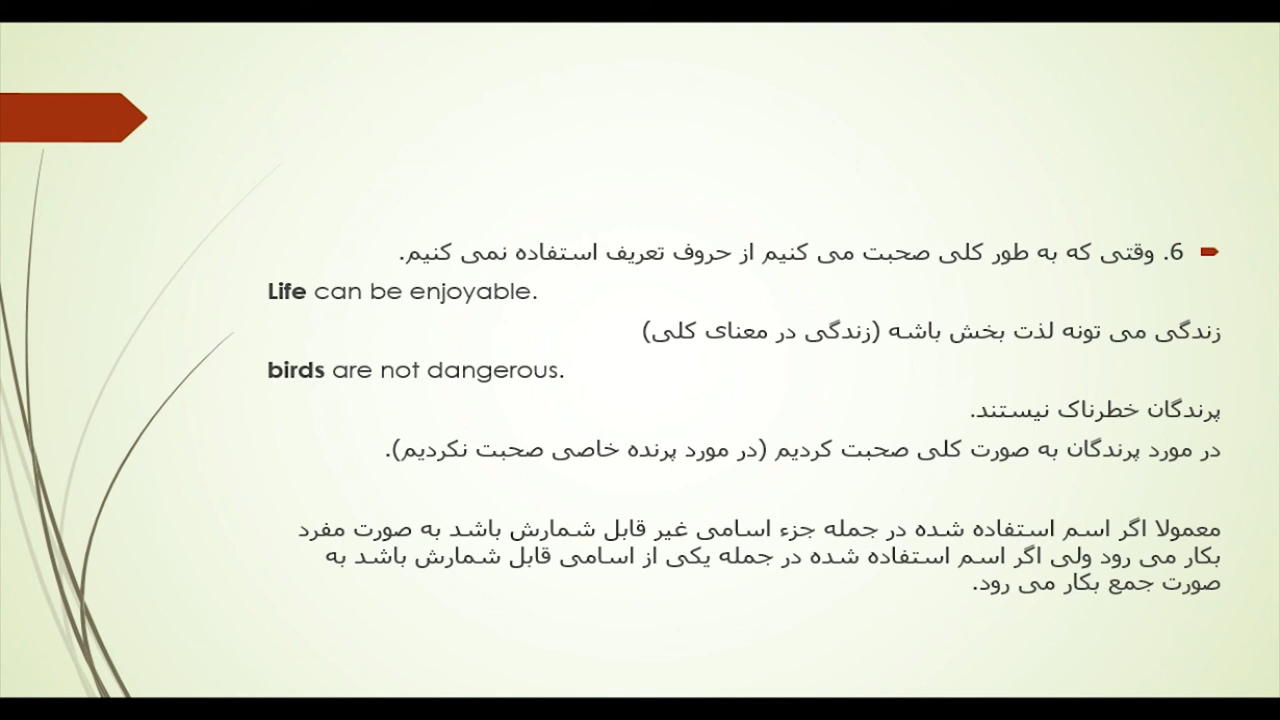 6. وقتی که به طور کلی صحبت می کنیم از حروف تعریف استفاده نمی کنیم.
Life can be enjoyable.
زندگی می تونه لذت بخش باشه (زندگی در معنای کلی)
birds are not dangerous.
پرندگان خطرناک نیستند.
در مورد پرندگان به صورت کلی صحبت کردیم (در مورد پرنده خاصی صحبت نکردیم).
معمولا اگر اسم استفاده شده در جمله جزء اسامی غیر قابل شمارش باشد به صورت مفرد
بکار می رود ولی اگر اسم استفاده شده در جمله یکی از اسامی قابل شمارش باشد به
صورت جمع بکار می رود.